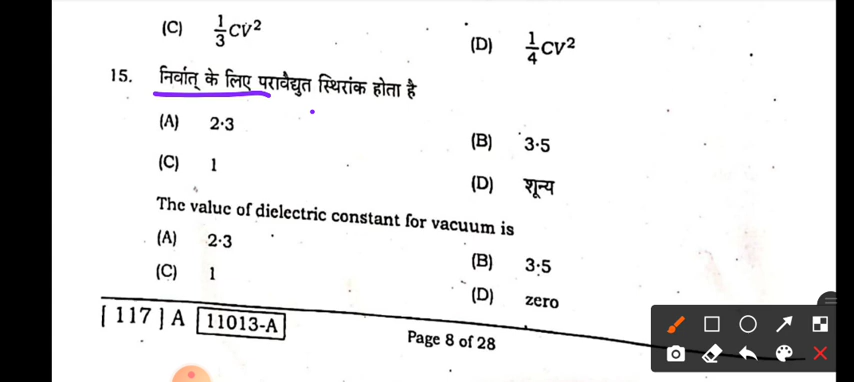 (C) 1/3 CV²
(D) 1/4 CV²
15. निर्वात् के लिए परावैद्युत स्थिरांक होता है
(A) 2·3
(B) 3·5
(C) 1
(D) शून्य
The value of dielectric constant for vacuum is
(A) 2·3
(B) 3·5
(C) 1
(D) zero
[ 117 ] A 11013-A
Page 8 of 28